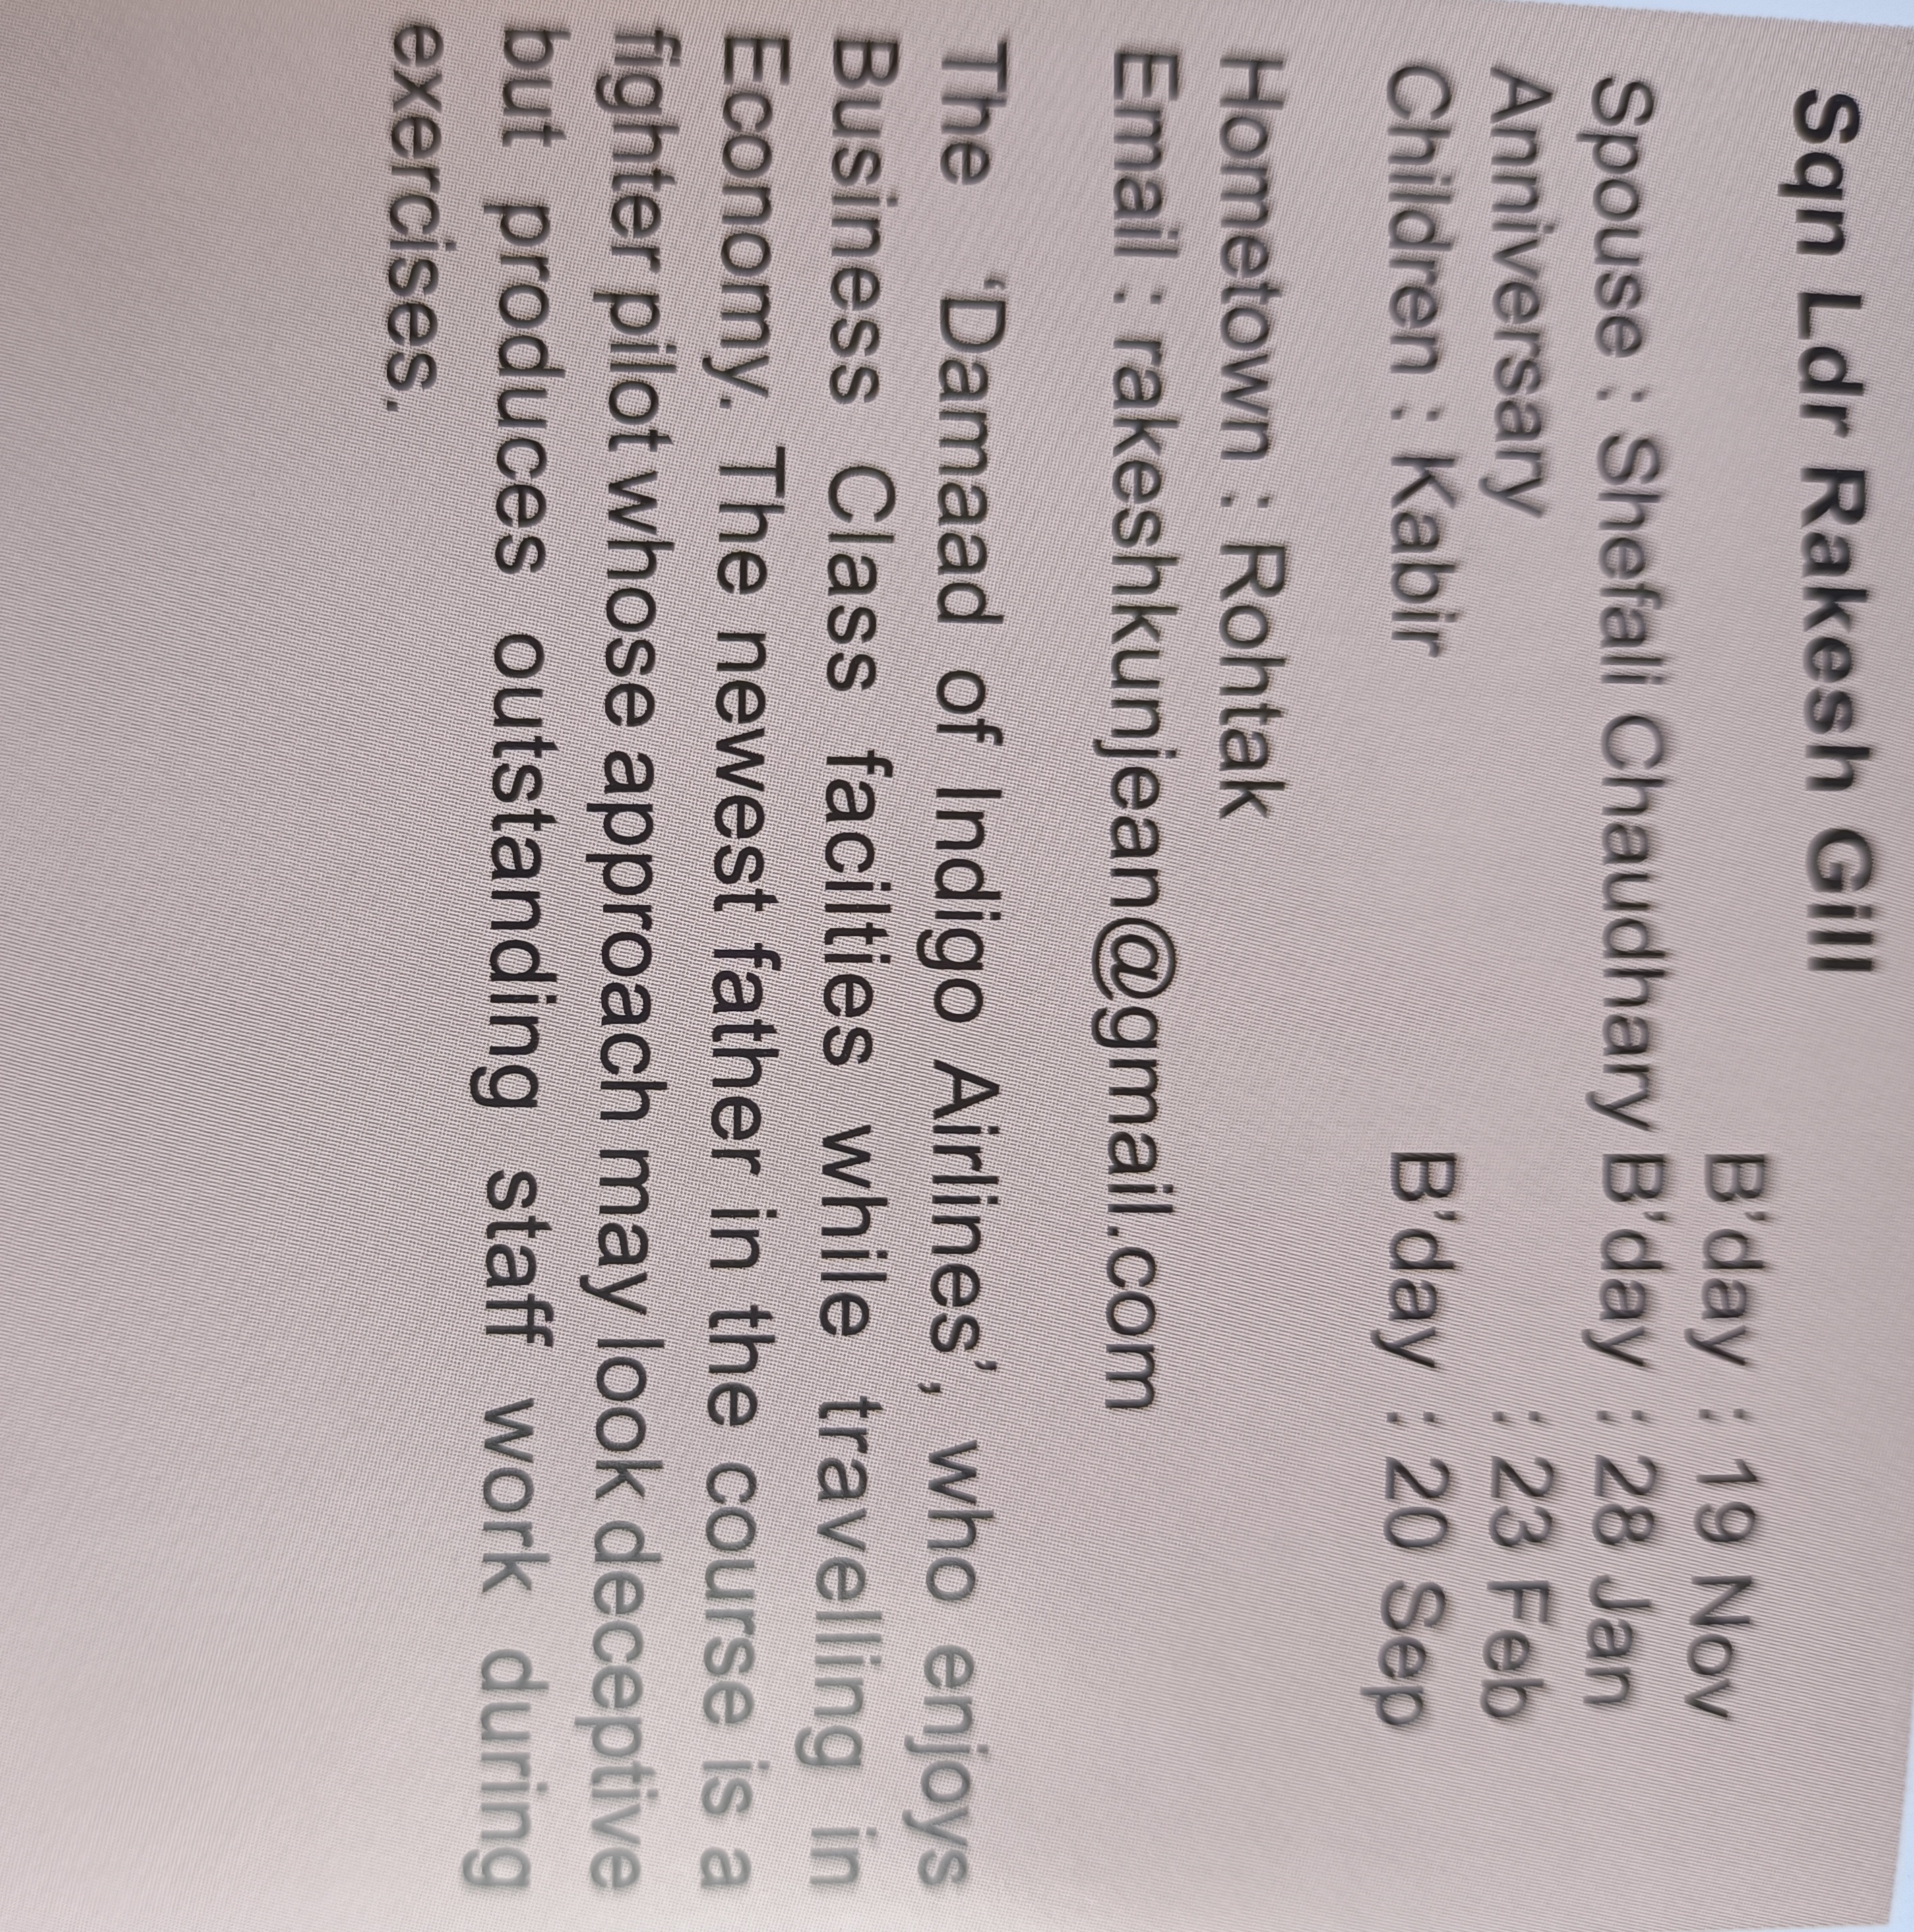 Sqn Ldr Rakesh Gill
B’day : 19 Nov
Spouse : Shefali Chaudhary B’day : 28 Jan
Anniversary : 23 Feb
Children : Kabir B’day : 20 Sep
Hometown : Rohtak
Email : rakeshkunjean@gmail.com
The ‘Damaad of Indigo Airlines’, who enjoys
Business Class facilties while travelling in
Economy. The newest father in the course is a
fighter pilot whose approach may look deceptive
but produces outstanding staff work during
exercises.